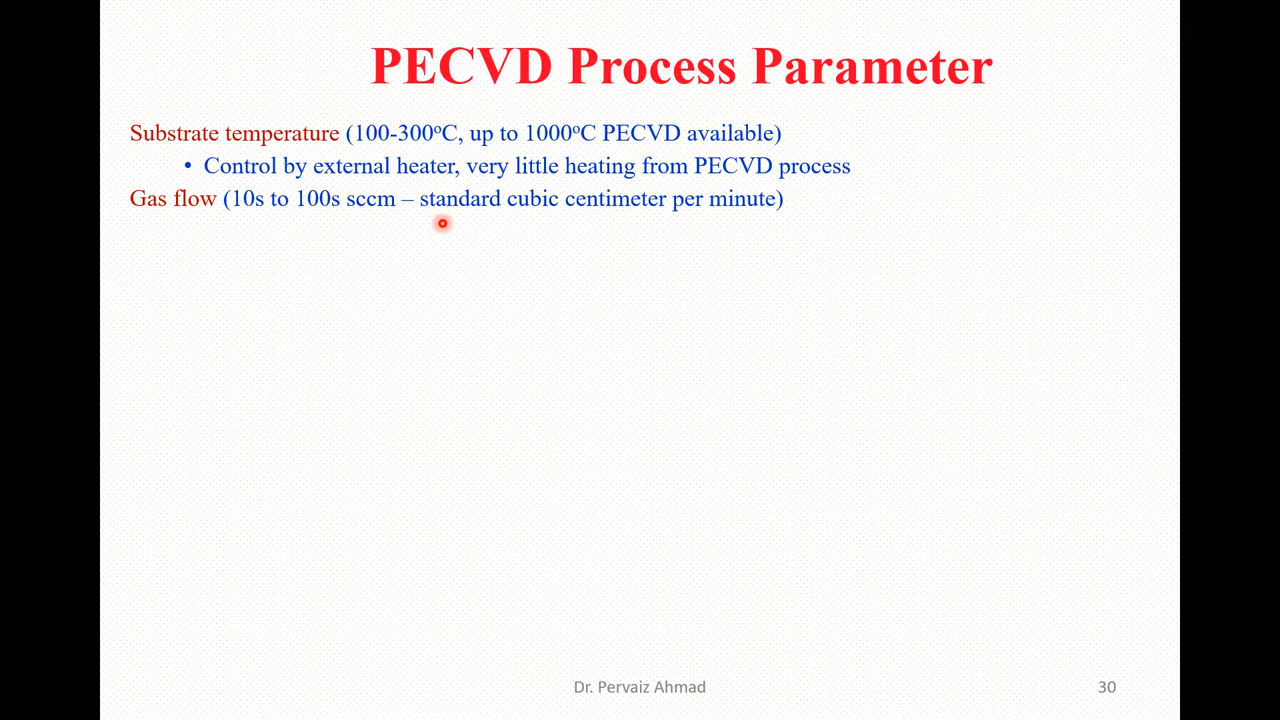 PECVD Process Parameter
Substrate temperature (100-300ºC, up to 1000ºC PECVD available)
• Control by external heater, very little heating from PECVD process
Gas flow (10s to 100s sccm – standard cubic centimeter per minute)
Dr. Pervaiz Ahmad
30